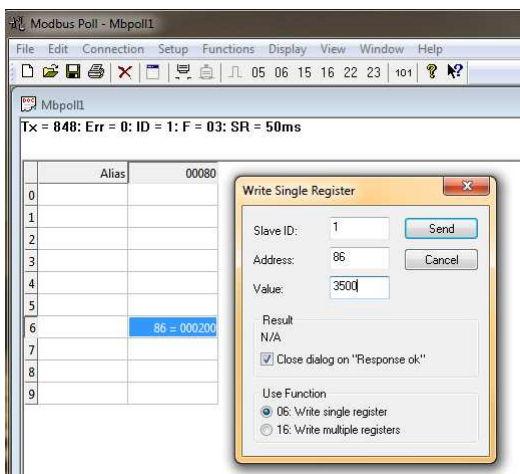 Modbus Poll - Mbpoll1
File Edit Connection Setup Functions Display View Window Help
05 06 15 16 22 23 101
Mbpoll1
Tx = 848: Err = 0: ID = 1: F = 03: SR = 50ms
Alias 00080
0
1
2
3
4
5
6 86 = 000200
7
8
9
Write Single Register
Slave ID: 1 Send
Address: 86 Cancel
Value: 3500
Result
N/A
Close dialog on "Response ok"
Use Function
06: Write single register
16: Write multiple registers